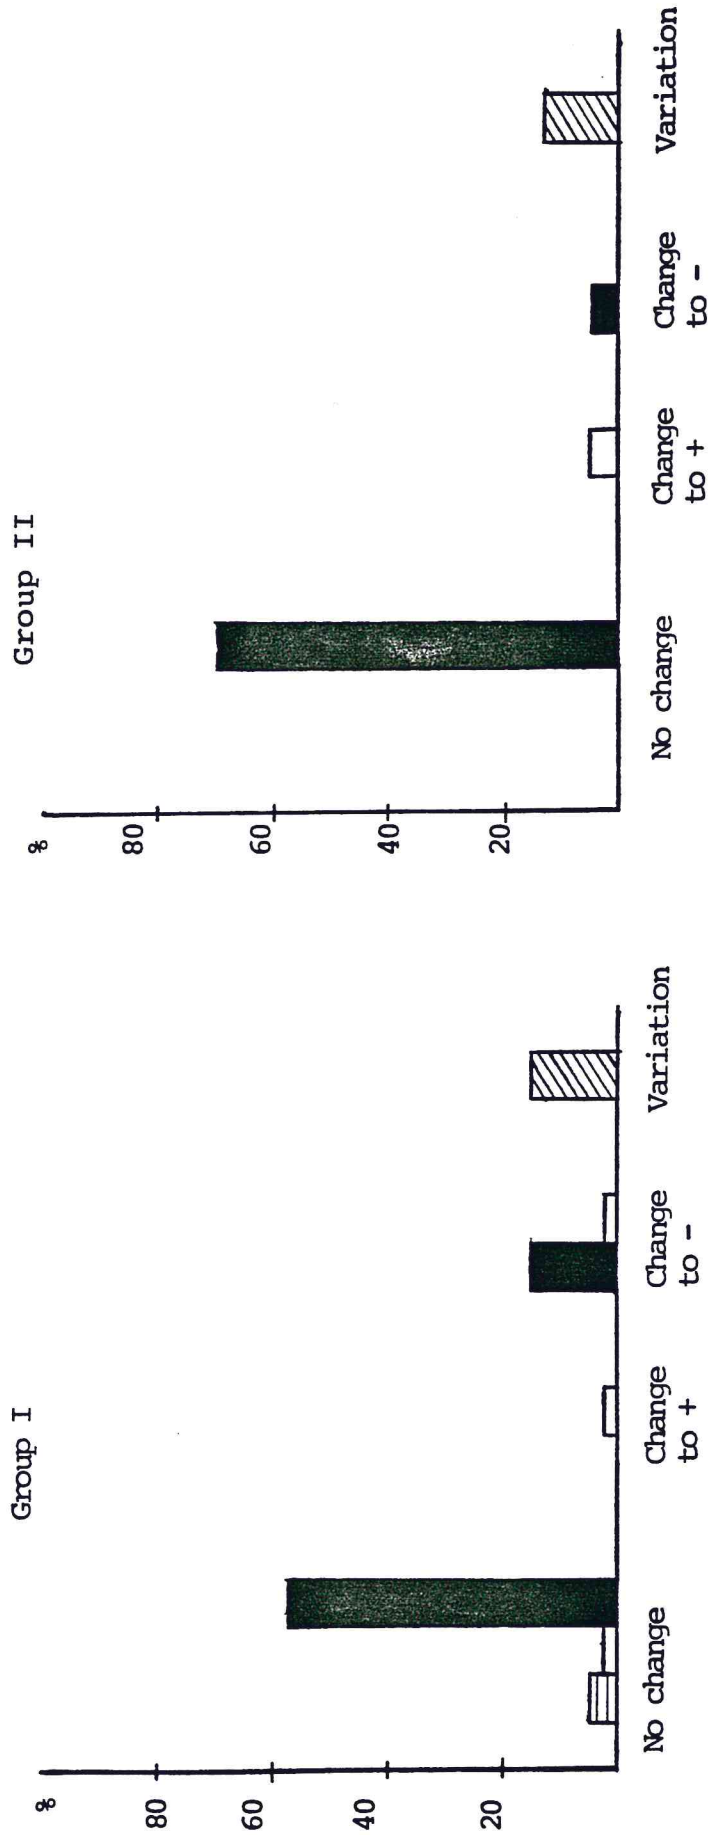 Group I
%
80
60
40
20
No change
Change
to +
Change
to -
Variation
Group II
%
80
60
40
20
No change
Change
to +
Change
to -
Variation